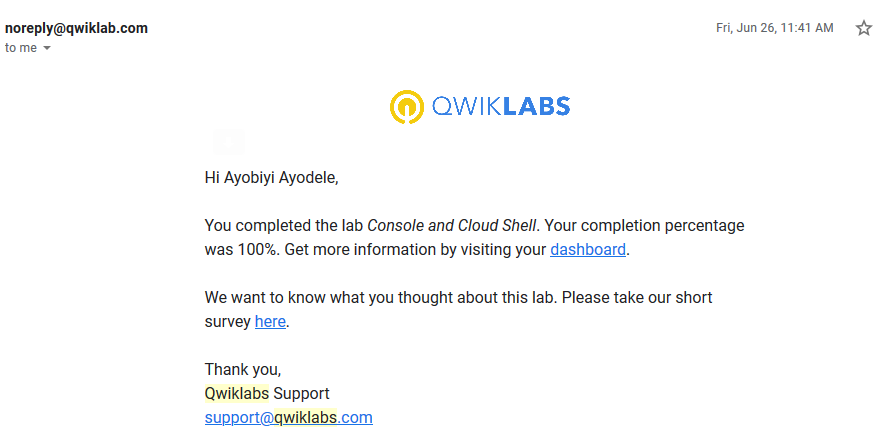 noreply@qwiklab.com
Fri, Jun 26, 11:41 AM
to me
QWIKLABS
Hi Ayobiyi Ayodele,
You completed the lab Console and Cloud Shell. Your completion percentage
was 100%. Get more information by visiting your dashboard.
We want to know what you thought about this lab. Please take our short
survey here.
Thank you,
Qwiklabs Support
support@qwiklabs.com